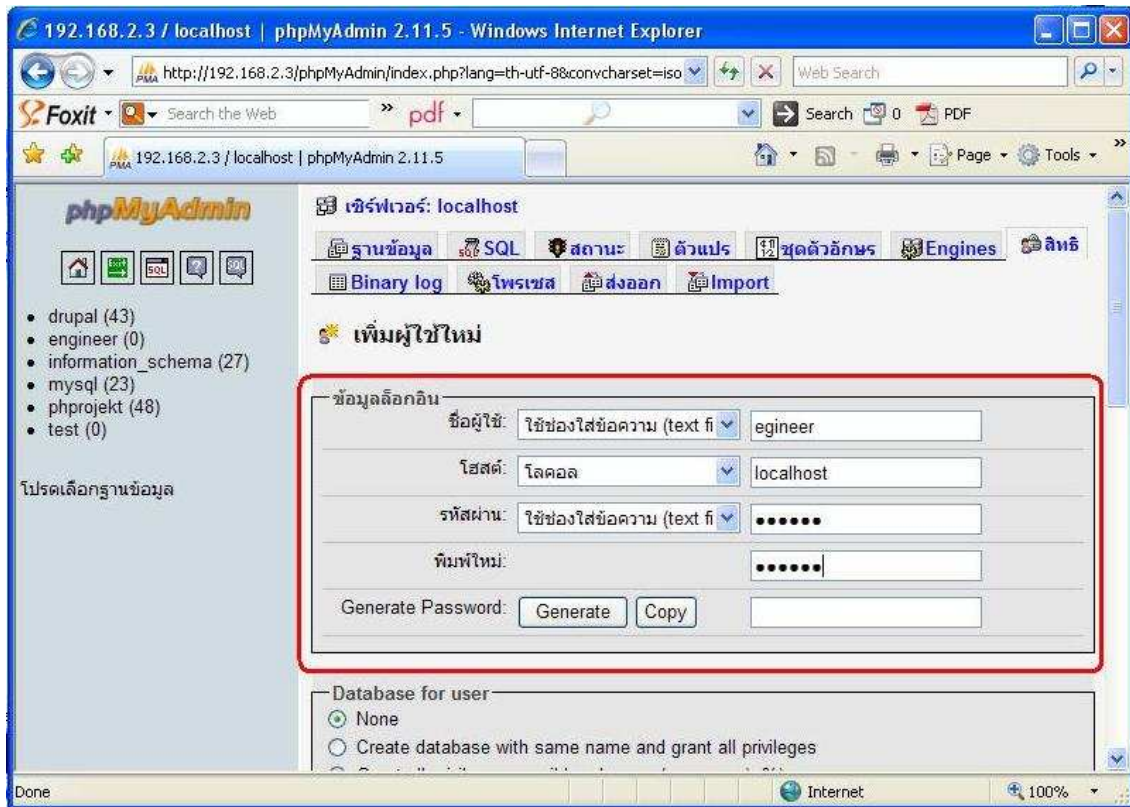 192.168.2.3 / localhost | phpMyAdmin 2.11.5 - Windows Internet Explorer
http://192.168.2.3/phpMyAdmin/index.php?lang=th-utf-8&convcharset=iso
Web Search
Foxit
Search the Web
» pdf
Search 0 PDF
192.168.2.3 / localhost | phpMyAdmin 2.11.5
Page Tools »
phpMyAdmin
SQL
drupal (43)
engineer (0)
information_schema (27)
mysql (23)
phprojekt (48)
test (0)
โปรดเลือกฐานข้อมูล
เซิร์ฟเวอร์: localhost
ฐานข้อมูล SQL สถานะ ตัวแปร ชุดตัวอักษร Engines สิทธิ
Binary log โพรเซส ส่งออก Import
เพิ่มผู้ใช้ใหม่
ข้อมูลล็อกอิน
ชื่อผู้ใช้: ใช้ช่องใส่ข้อความ (text fi egineer
โฮสต์: โลคอล localhost
รหัสผ่าน: ใช้ช่องใส่ข้อความ (text fi ••••••
พิมพ์ใหม่: ••••••
Generate Password: Generate Copy
Database for user
None
Create database with same name and grant all privileges
Done Internet 100%